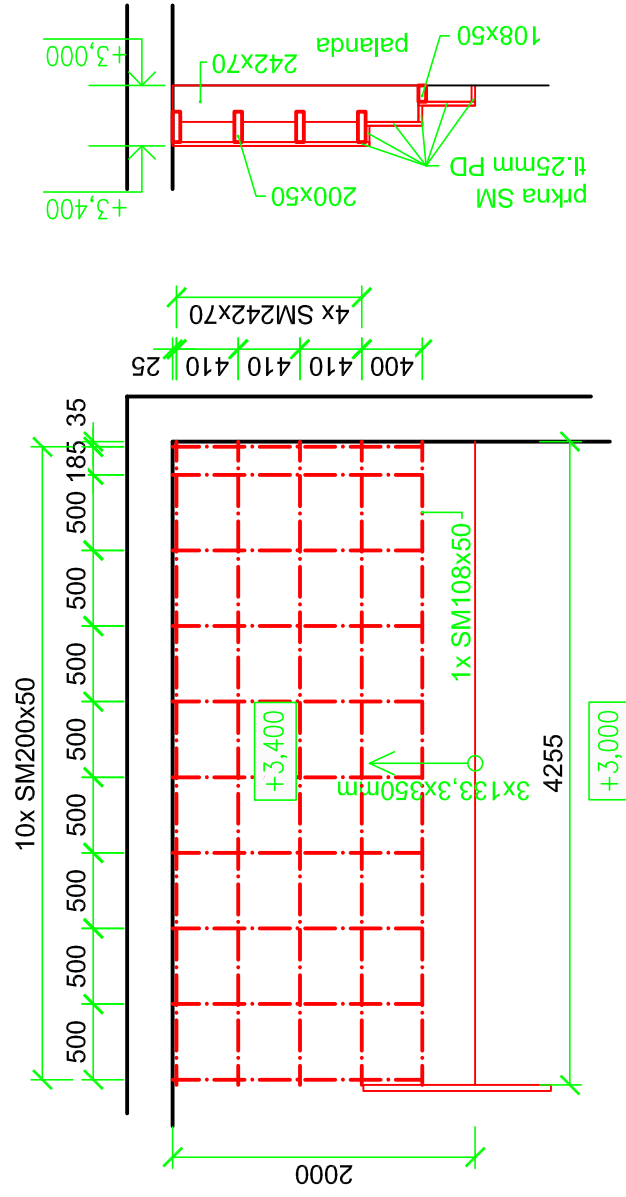 +3,000
+3,400
palanda
242x70
108x50
200x50
prkna SM
tl.25mm PD
4x SM242x70
25
410
410
410
400
10x SM200x50
35
185
500
500
500
500
500
500
500
500
1x SM108x50
+3,400
3x133,3x350mm
4255
+3,000
2000